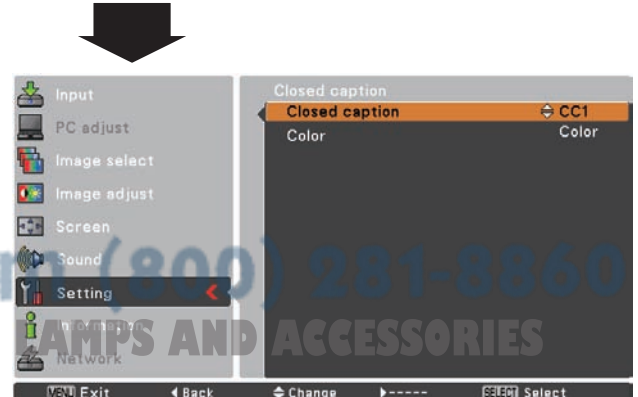 Closed caption
Input
Closed caption CC1
PC adjust
Color Color
Image select
Image adjust
Screen
Sound
m (800) 281-8860
Setting
Information
LAMPS AND ACCESSORIES
Network
MENU Exit Back Change ----- SELECT Select